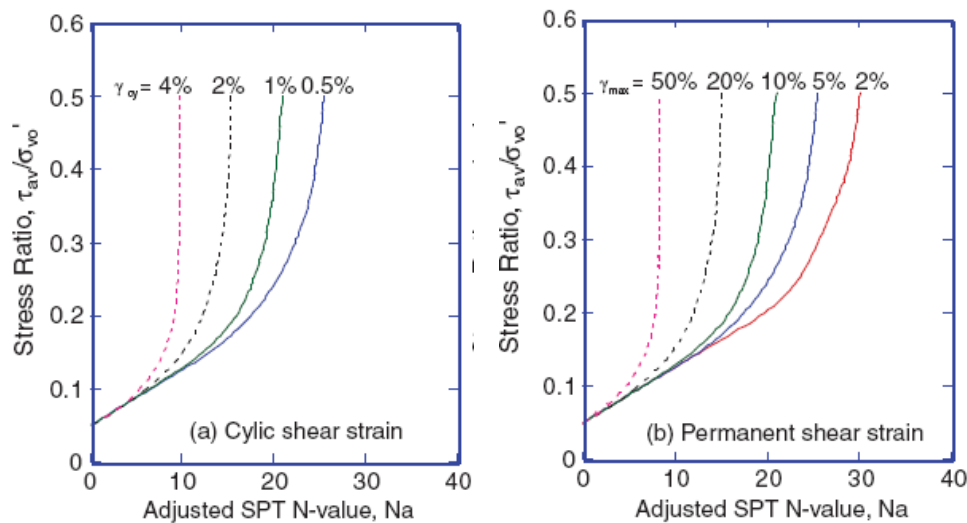 0.6
γcy= 4% 2% 1% 0.5%
0.5
0.4
0.3
0.2
0.1
0
Stress Ratio, τav/σvo'
(a) Cylic shear strain
0 10 20 30 40
Adjusted SPT N-value, Na
0.6
γmax= 50% 20% 10% 5% 2%
0.5
0.4
0.3
0.2
0.1
0
Stress Ratio, τav/σvo'
(b) Permanent shear strain
0 10 20 30 40
Adjusted SPT N-value, Na